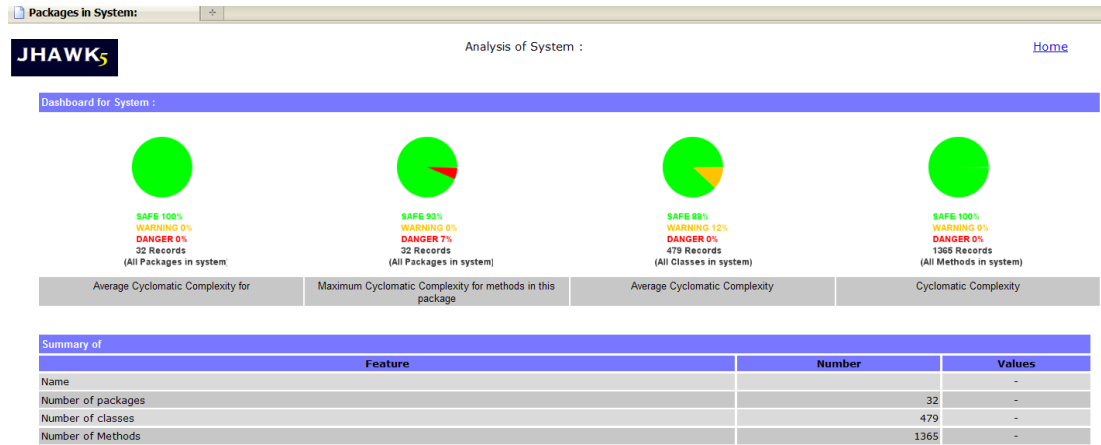 Packages in System:
JHAWK5
Analysis of System :
Home
Dashboard for System :
SAFE 100%
WARNING 0%
DANGER 0%
32 Records
(All Packages in system)
SAFE 93%
WARNING 0%
DANGER 7%
32 Records
(All Packages in system)
SAFE 88%
WARNING 12%
DANGER 0%
479 Records
(All Classes in system)
SAFE 100%
WARNING 0%
DANGER 0%
1365 Records
(All Methods in system)
Average Cyclomatic Complexity for
Maximum Cyclomatic Complexity for methods in this
package
Average Cyclomatic Complexity
Cyclomatic Complexity
Summary of
Feature Number Values
Name -
Number of packages 32 -
Number of classes 479 -
Number of Methods 1365 -